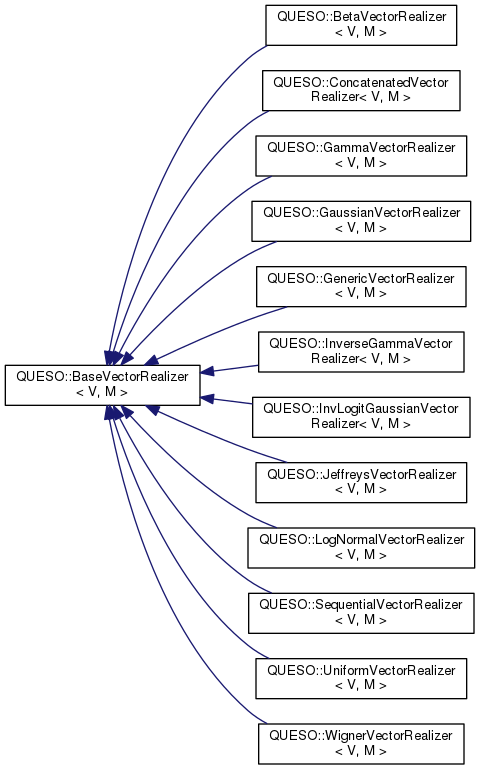 QUESO::BetaVectorRealizer
< V, M >
QUESO::ConcatenatedVector
Realizer< V, M >
QUESO::GammaVectorRealizer
< V, M >
QUESO::GaussianVectorRealizer
< V, M >
QUESO::GenericVectorRealizer
< V, M >
QUESO::InverseGammaVector
Realizer< V, M >
QUESO::BaseVectorRealizer
< V, M >
QUESO::InvLogitGaussianVector
Realizer< V, M >
QUESO::JeffreysVectorRealizer
< V, M >
QUESO::LogNormalVectorRealizer
< V, M >
QUESO::SequentialVectorRealizer
< V, M >
QUESO::UniformVectorRealizer
< V, M >
QUESO::WignerVectorRealizer
< V, M >